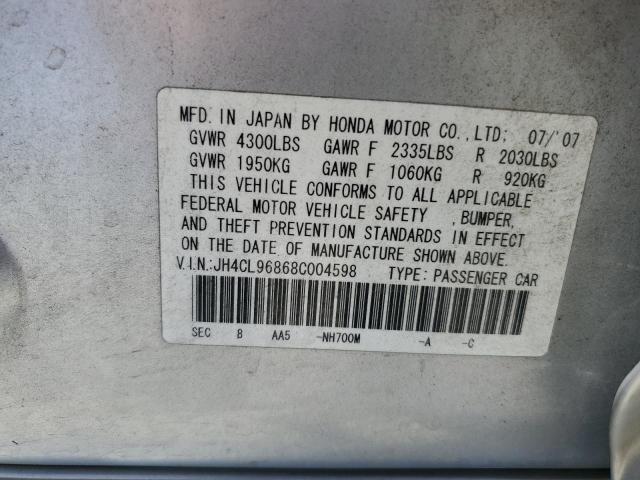 MFD. IN JAPAN BY HONDA MOTOR CO., LTD: 07/'07
GVWR 4300LBS GAWR F 2335LBS R 2030LBS
GVWR 1950KG GAWR F 1060KG R 920KG
THIS VEHICLE CONFORMS TO ALL APPLICABLE
FEDERAL MOTOR VEHICLE SAFETY , BUMPER,
AND THEFT PREVENTION STANDARDS IN EFFECT
ON THE DATE OF MANUFACTURE SHOWN ABOVE.
V.I.N.:JH4CL96868C004598 TYPE: PASSENGER CAR
SEC B AA5 -NH700M -A -C